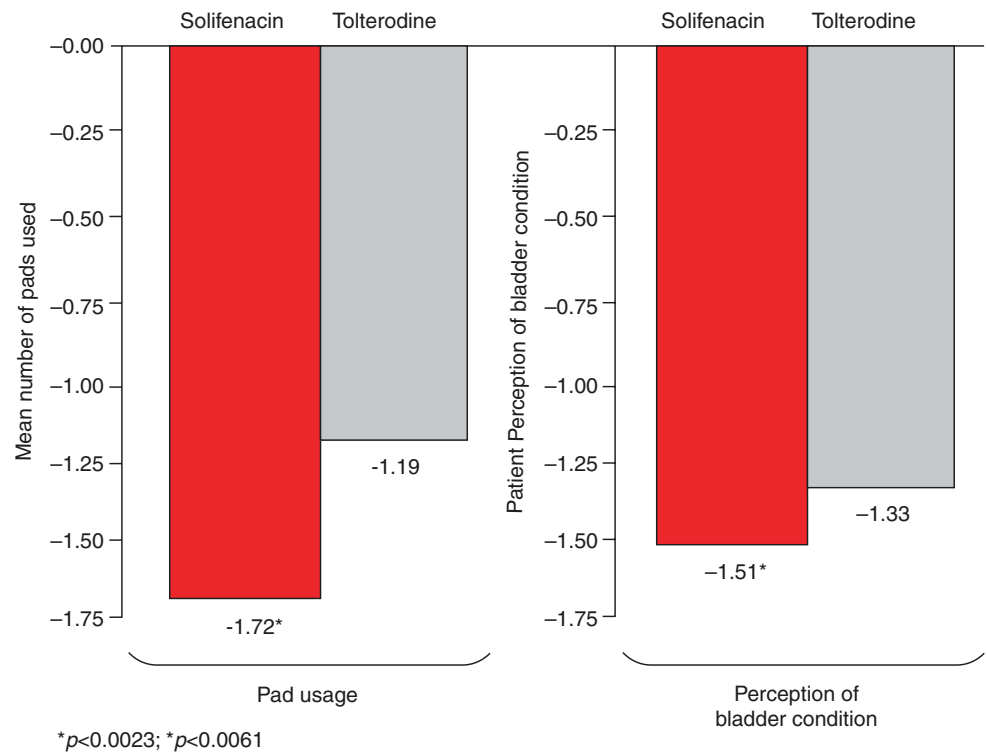 Solifenacin Tolterodine
–0.00
–0.25
–0.50
–0.75
–1.00
–1.25
–1.50
–1.75
Mean number of pads used
-1.19
-1.72*
Pad usage
Solifenacin Tolterodine
–0.25
–0.50
–0.75
–1.00
–1.25
–1.50
–1.75
Patient Perception of bladder condition
–1.33
–1.51*
Perception of
bladder condition
*p<0.0023; *p<0.0061